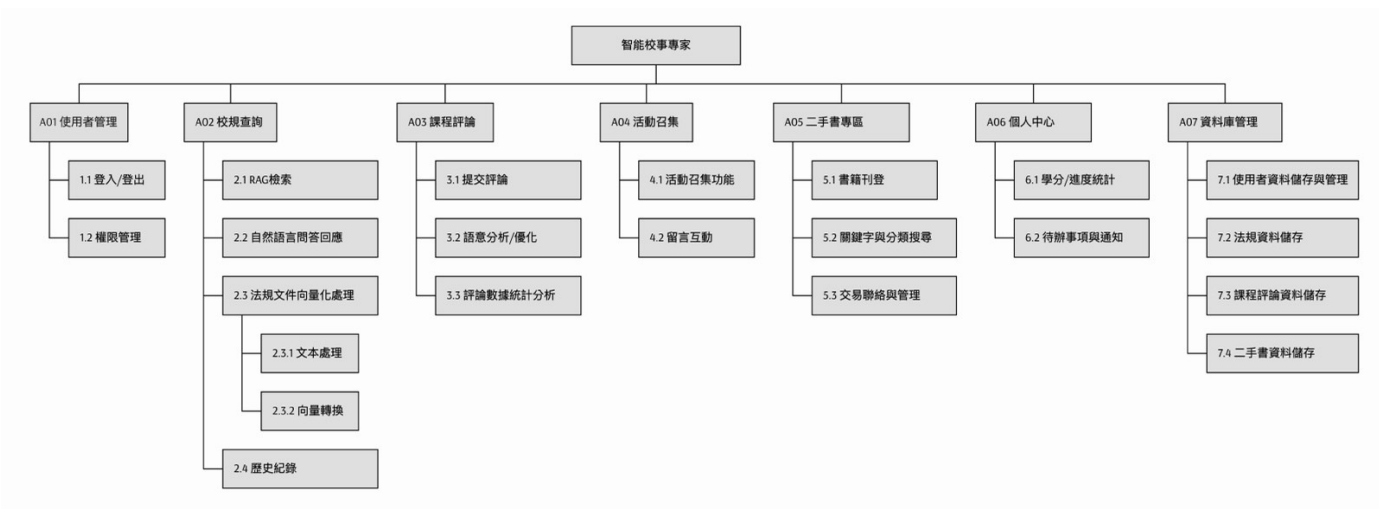 智能校事專家
A01 使用者管理
1.1 登入/登出
1.2 權限管理
A02 校規查詢
2.1 RAG檢索
2.2 自然語言問答回應
2.3 法規文件向量化處理
2.3.1 文本處理
2.3.2 向量轉換
2.4 歷史紀錄
A03 課程評論
3.1 提交評論
3.2 語意分析/優化
3.3 評論數據統計分析
A04 活動召集
4.1 活動召集功能
4.2 留言互動
A05 二手書專區
5.1 書籍刊登
5.2 關鍵字與分類搜尋
5.3 交易聯絡與管理
A06 個人中心
6.1 學分/進度統計
6.2 待辦事項與通知
A07 資料庫管理
7.1 使用者資料儲存與管理
7.2 法規資料儲存
7.3 課程評論資料儲存
7.4 二手書資料儲存